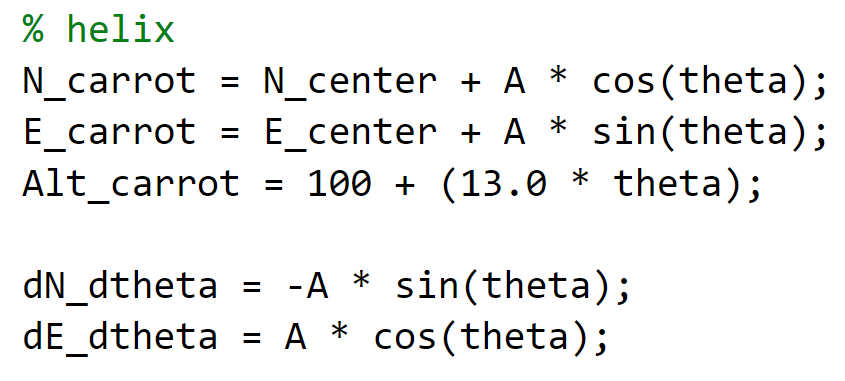 % helix
N_carrot = N_center + A * cos(theta);
E_carrot = E_center + A * sin(theta);
Alt_carrot = 100 + (13.0 * theta);
dN_dtheta = -A * sin(theta);
dE_dtheta = A * cos(theta);